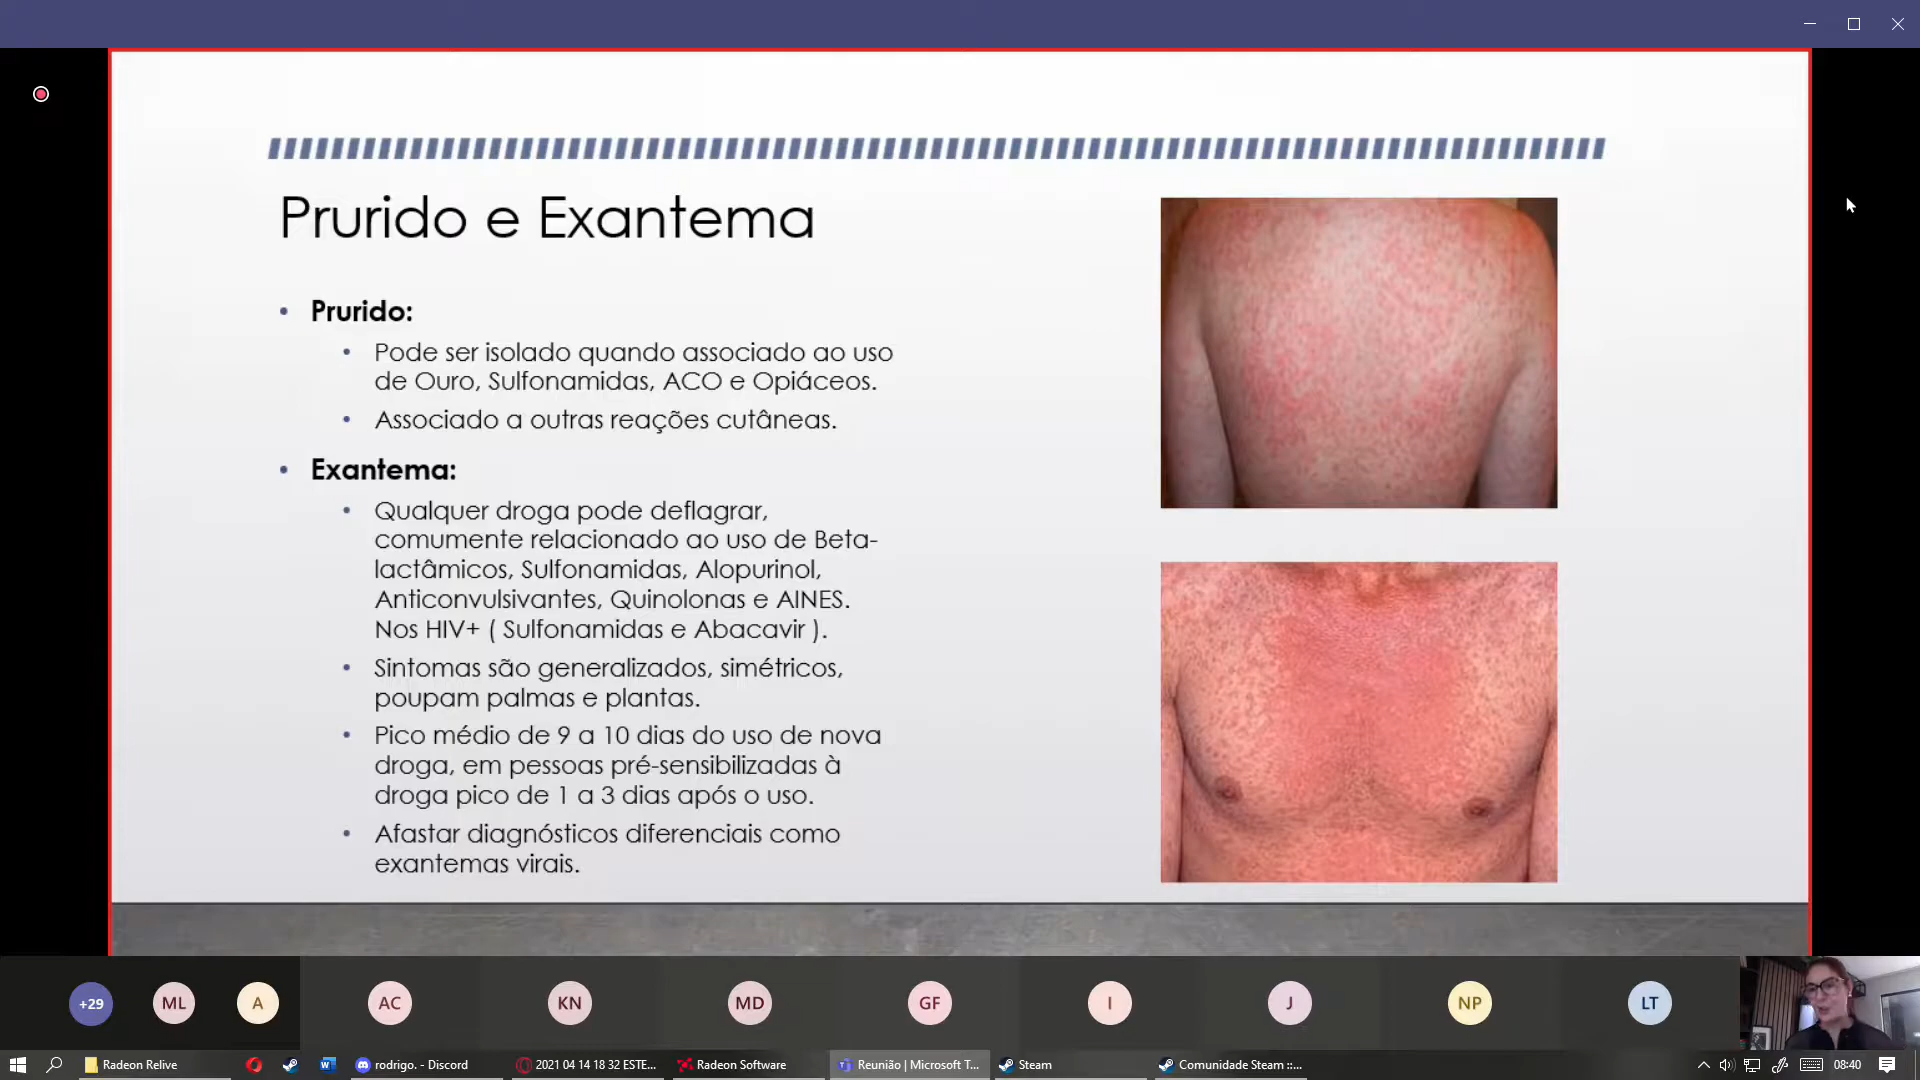 Prurido e Exantema
• Prurido:
• Pode ser isolado quando associado ao uso
de Ouro, Sulfonamidas, ACO e Opiáceos.
• Associado a outras reações cutâneas.
• Exantema:
• Qualquer droga pode deflagrar,
comumente relacionado ao uso de Beta-
lactâmicos, Sulfonamidas, Alopurinol,
Anticonvulsivantes, Quinolonas e AINES.
Nos HIV+ ( Sulfonamidas e Abacavir ).
• Sintomas são generalizados, simétricos,
poupam palmas e plantas.
• Pico médio de 9 a 10 dias do uso de nova
droga, em pessoas pré-sensibilizadas à
droga pico de 1 a 3 dias após o uso.
• Afastar diagnósticos diferenciais como
exantemas virais.
+29 ML A AC KN MD GF I J NP LT
Radeon Relive rodrigo. - Discord 2021 04 14 18 32 ESTE... Radeon Software Reunião | Microsoft T... Steam Comunidade Steam ::... 08:40